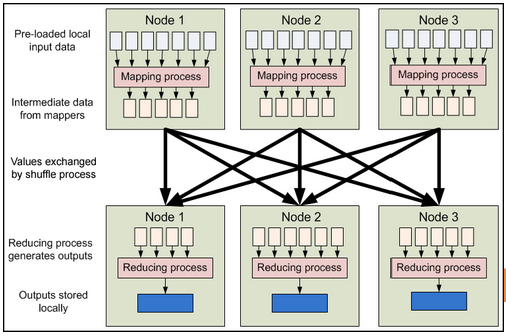 Node 1
Node 2
Node 3
Pre-loaded local
input data
Mapping process
Mapping process
Mapping process
Intermediate data
from mappers
Values exchanged
by shuffle process
Node 1
Node 2
Node 3
Reducing process
generates outputs
Reducing process
Reducing process
Reducing process
Outputs stored
locally